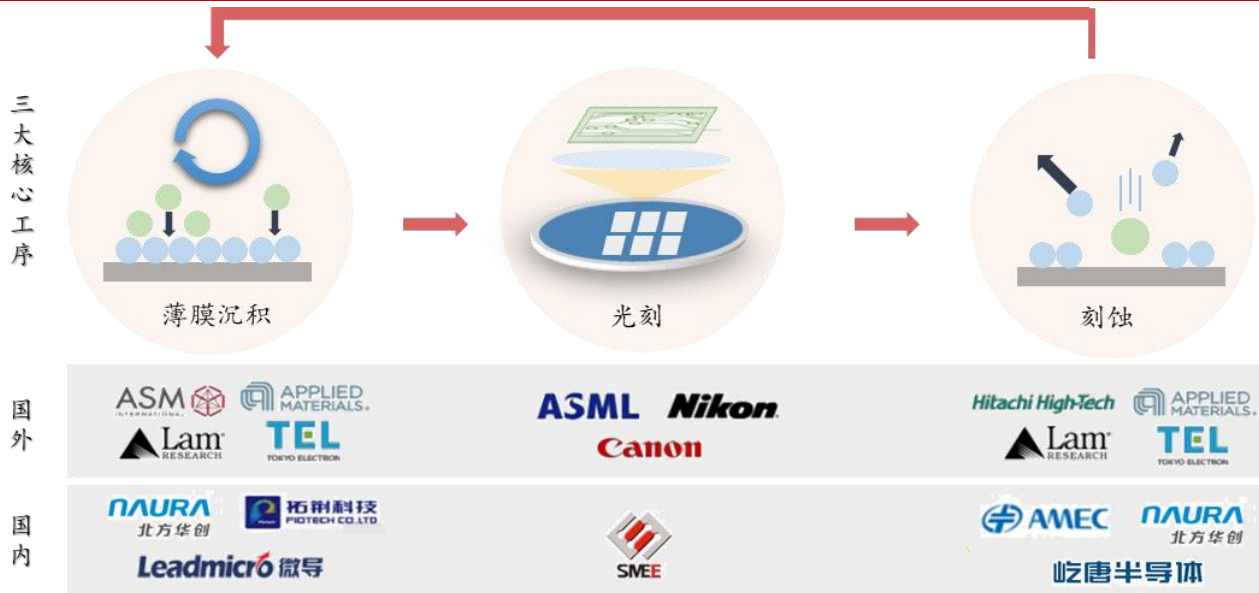 三大核心工序
薄膜沉积
光刻
刻蚀
国外
ASM
INTERNATIONAL
APPLIED
MATERIALS®
Lam®
RESEARCH
TEL
TOKYO ELECTRON
ASML
Nikon
Canon
Hitachi High-Tech
APPLIED
MATERIALS®
Lam®
RESEARCH
TEL
TOKYO ELECTRON
国内
NAURA
北方华创
拓荆科技
PIOTECH CO.LTD
Leadmicro 微导
SMEE
AMEC
NAURA
北方华创
屹唐半导体